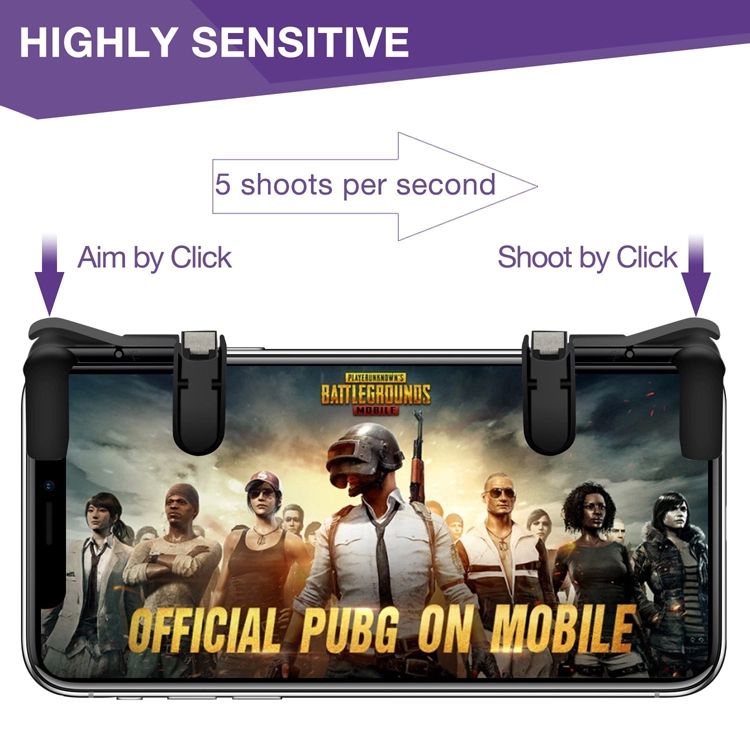 HIGHLY SENSITIVE
5 shoots per second
Aim by Click
Shoot by Click
PLAYERUNKNOWN'S
BATTLEGROUNDS
MOBILE
OFFICIAL PUBG ON MOBILE